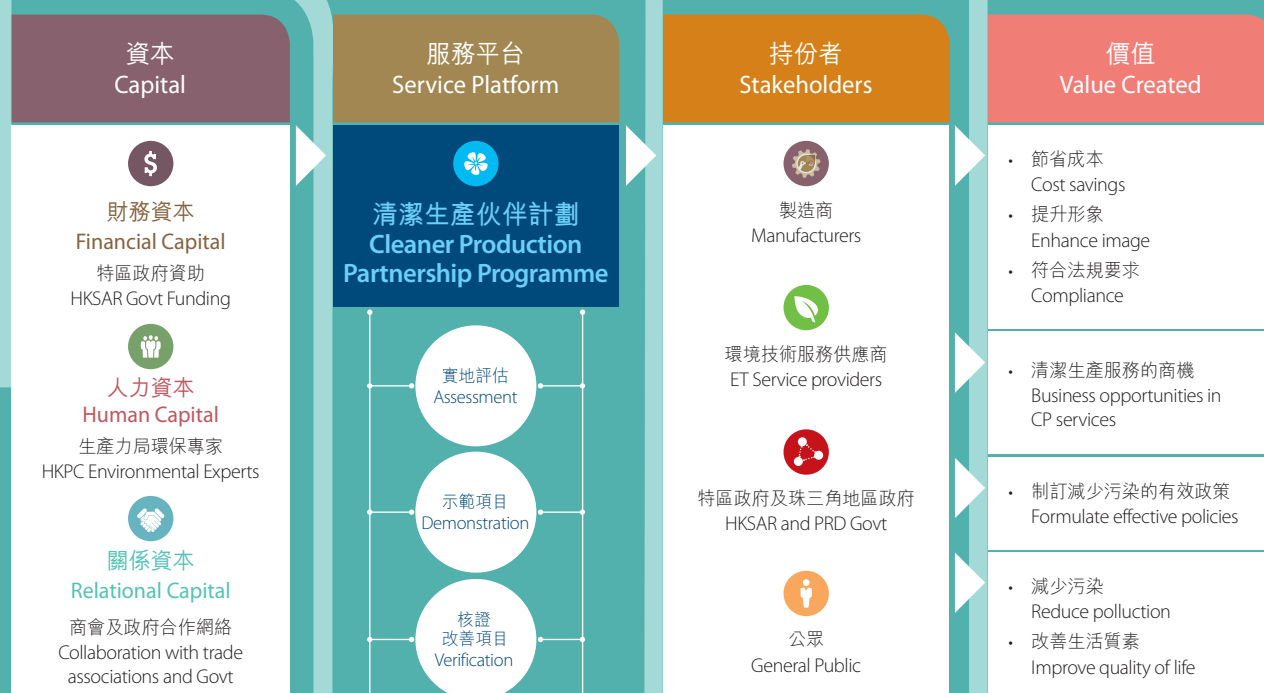 資本
Capital
財務資本
Financial Capital
特區政府資助
HKSAR Govt Funding
人力資本
Human Capital
生產力局環保專家
HKPC Environmental Experts
關係資本
Relational Capital
商會及政府合作網絡
Collaboration with trade
associations and Govt
服務平台
Service Platform
清潔生產伙伴計劃
Cleaner Production
Partnership Programme
實地評估
Assessment
示範項目
Demonstration
核證
改善項目
Verification
持份者
Stakeholders
製造商
Manufacturers
環境技術服務供應商
ET Service providers
特區政府及珠三角地區政府
HKSAR and PRD Govt
公眾
General Public
價值
Value Created
• 節省成本
Cost savings
• 提升形象
Enhance image
• 符合法規要求
Compliance
• 清潔生產服務的商機
Business opportunities in
CP services
• 制訂減少污染的有效政策
Formulate effective policies
• 減少污染
Reduce polluction
• 改善生活質素
Improve quality of life